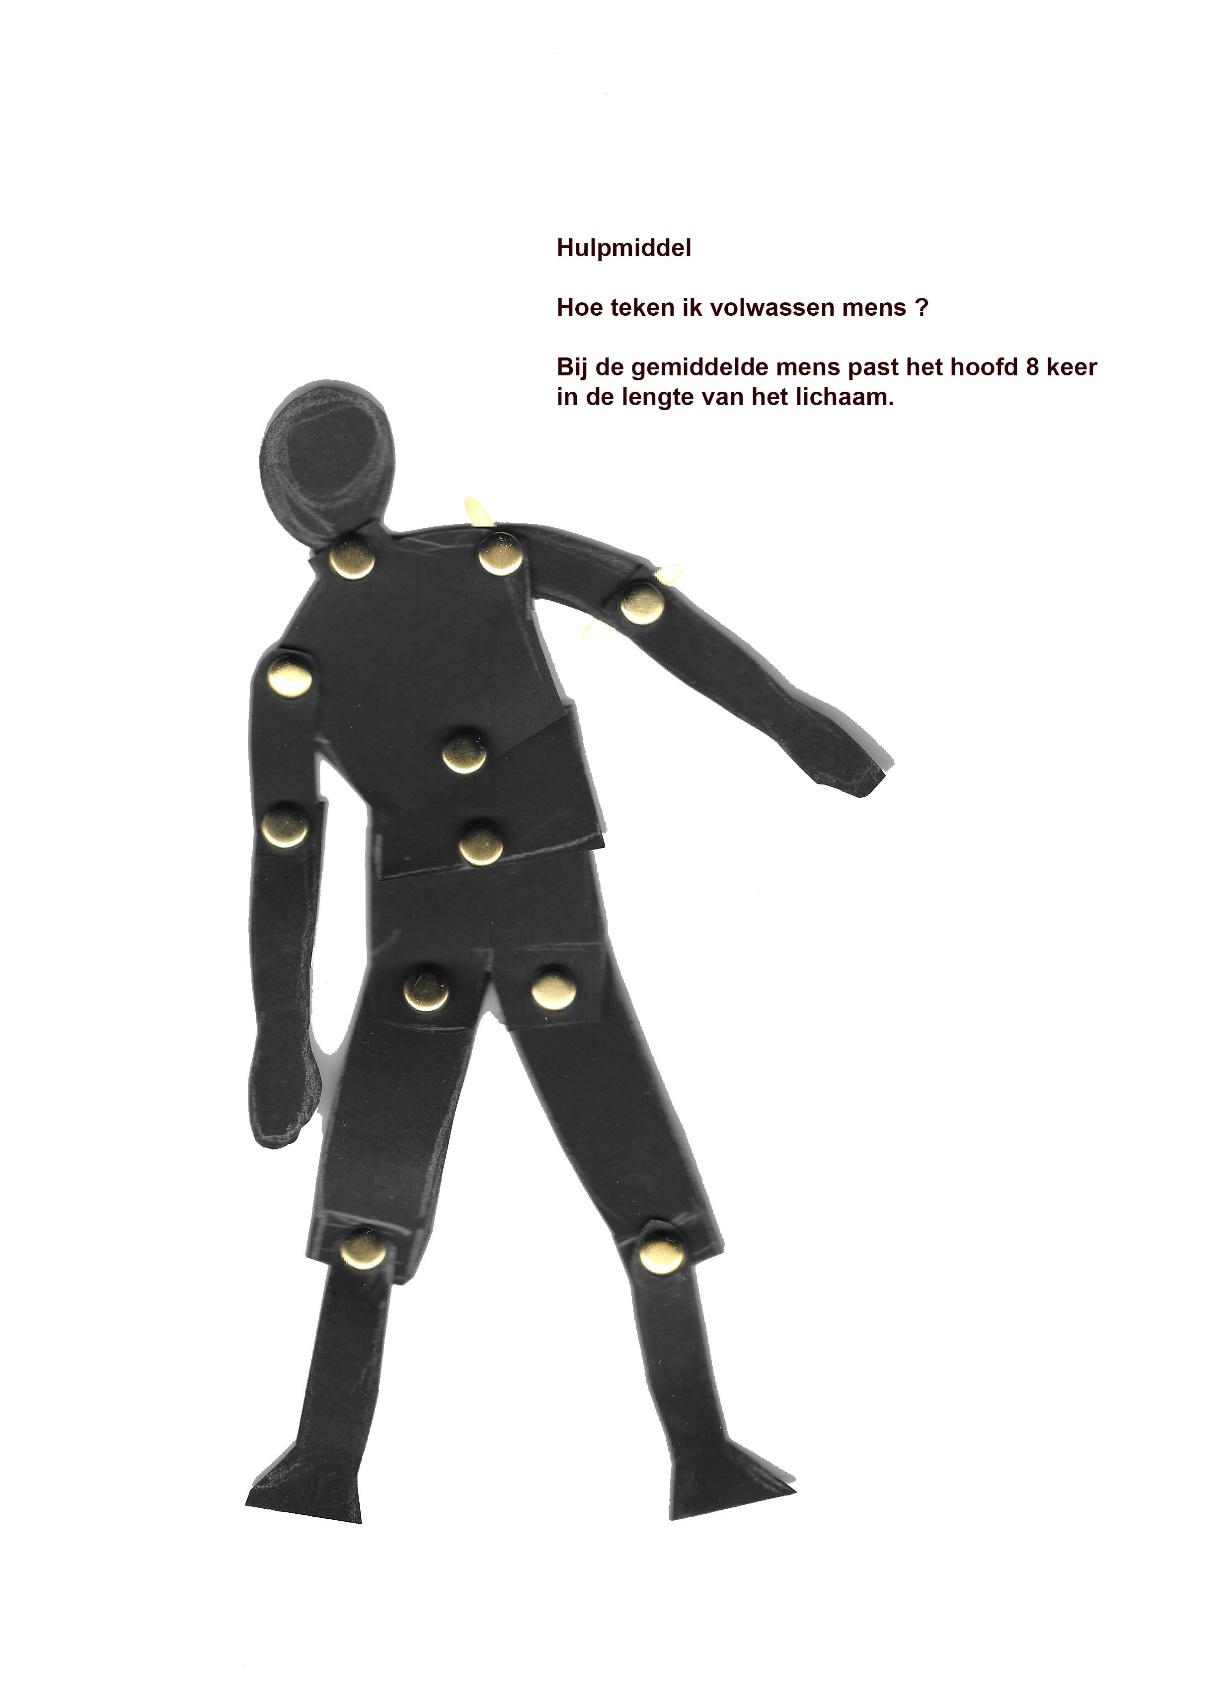 Hulpmiddel
Hoe teken ik volwassen mens ?
Bij de gemiddelde mens past het hoofd 8 keer
in de lengte van het lichaam.